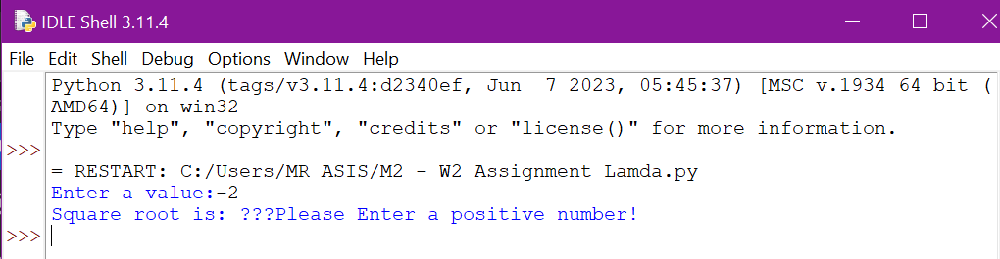 IDLE Shell 3.11.4
File Edit Shell Debug Options Window Help
Python 3.11.4 (tags/v3.11.4:d2340ef, Jun  7 2023, 05:45:37) [MSC v.1934 64 bit (
AMD64)] on win32
Type "help", "copyright", "credits" or "license()" for more information.
>>>
= RESTART: C:/Users/MR ASIS/M2 - W2 Assignment Lamda.py
Enter a value:-2
Square root is: ???Please Enter a positive number!
>>>